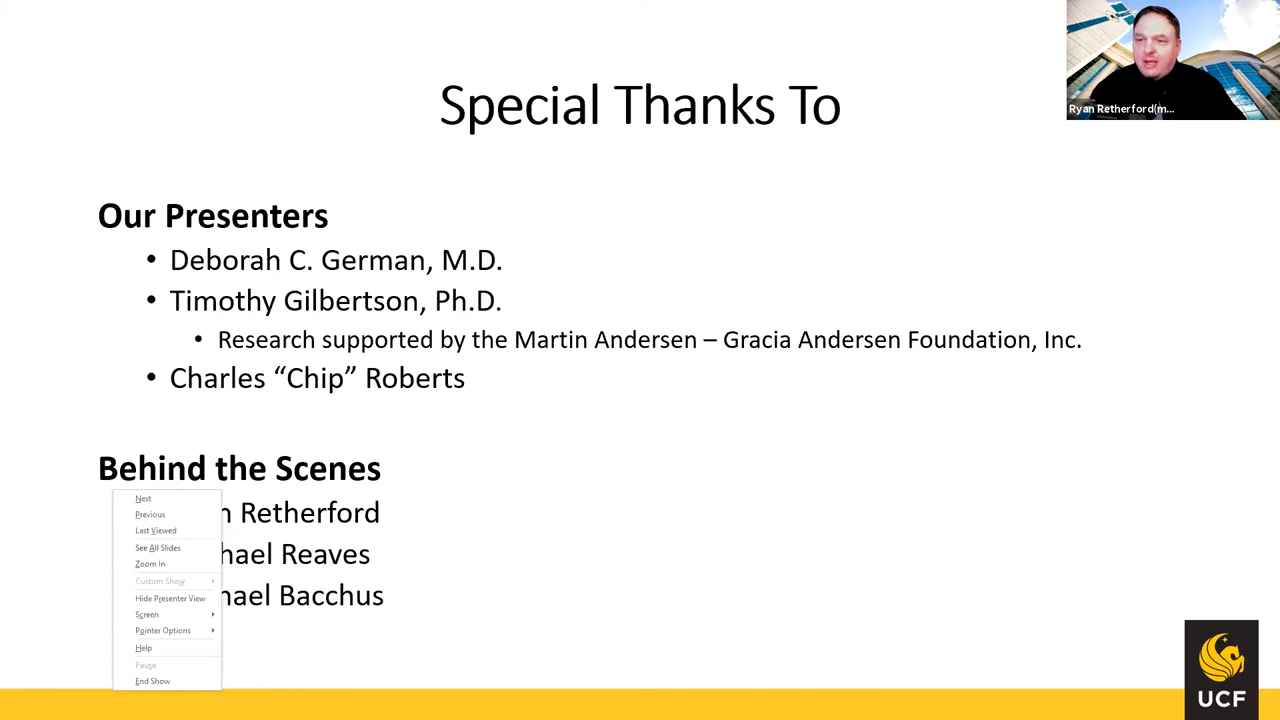 Special Thanks To
Ryan Retherford(m...
Our Presenters
• Deborah C. German, M.D.
• Timothy Gilbertson, Ph.D.
• Research supported by the Martin Andersen – Gracia Andersen Foundation, Inc.
• Charles “Chip” Roberts
Behind the Scenes
n Retherford
hael Reaves
hael Bacchus
Next
Previous
Last Viewed
See All Slides
Zoom In
Custom Show
Hide Presenter View
Screen
Pointer Options
Help
Pause
End Show
UCF